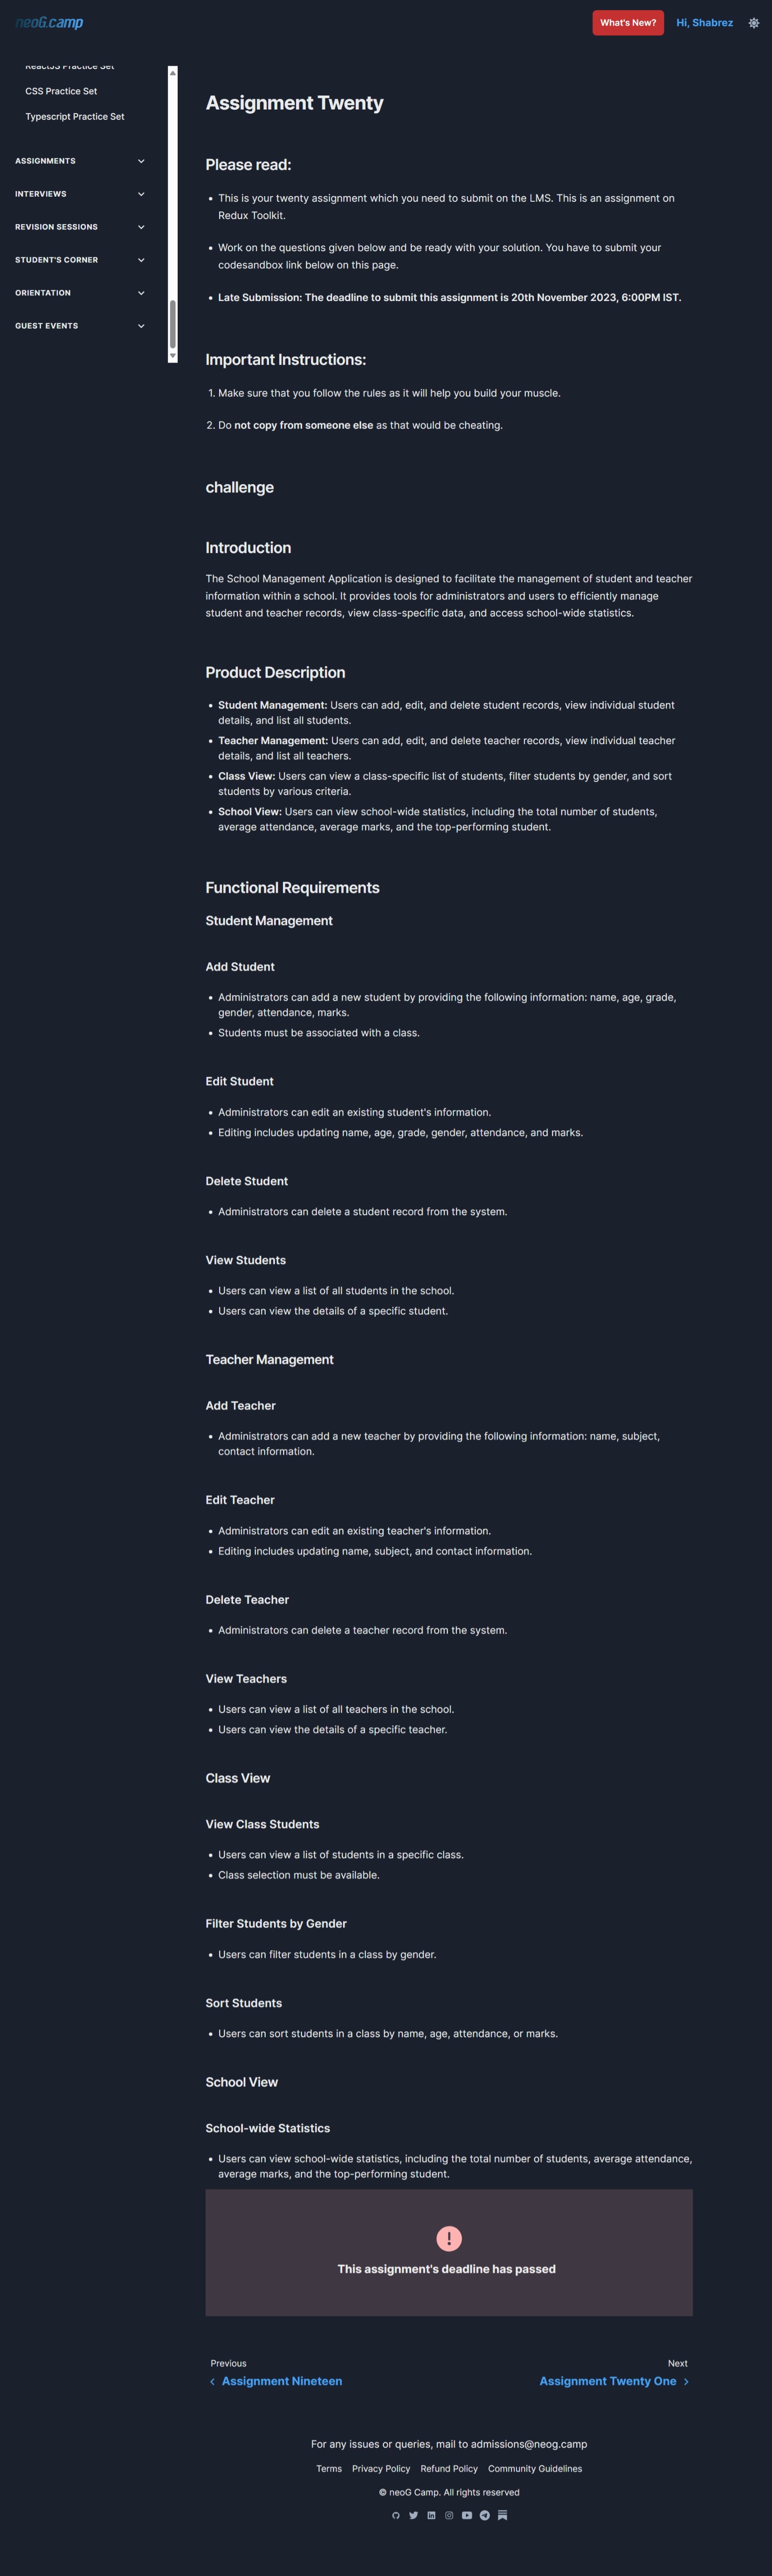 neoG.camp
What's New?
Hi, Shabrez
ReactJS Practice Set
CSS Practice Set
Typescript Practice Set
ASSIGNMENTS
INTERVIEWS
REVISION SESSIONS
STUDENT'S CORNER
ORIENTATION
GUEST EVENTS
Assignment Twenty
Please read:
• This is your twenty assignment which you need to submit on the LMS. This is an assignment on
Redux Toolkit.
• Work on the questions given below and be ready with your solution. You have to submit your
codesandbox link below on this page.
• Late Submission: The deadline to submit this assignment is 20th November 2023, 6:00PM IST.
Important Instructions:
1. Make sure that you follow the rules as it will help you build your muscle.
2. Do not copy from someone else as that would be cheating.
challenge
Introduction
The School Management Application is designed to facilitate the management of student and teacher
information within a school. It provides tools for administrators and users to efficiently manage
student and teacher records, view class-specific data, and access school-wide statistics.
Product Description
• Student Management: Users can add, edit, and delete student records, view individual student
details, and list all students.
• Teacher Management: Users can add, edit, and delete teacher records, view individual teacher
details, and list all teachers.
• Class View: Users can view a class-specific list of students, filter students by gender, and sort
students by various criteria.
• School View: Users can view school-wide statistics, including the total number of students,
average attendance, average marks, and the top-performing student.
Functional Requirements
Student Management
Add Student
• Administrators can add a new student by providing the following information: name, age, grade,
gender, attendance, marks.
• Students must be associated with a class.
Edit Student
• Administrators can edit an existing student's information.
• Editing includes updating name, age, grade, gender, attendance, and marks.
Delete Student
• Administrators can delete a student record from the system.
View Students
• Users can view a list of all students in the school.
• Users can view the details of a specific student.
Teacher Management
Add Teacher
• Administrators can add a new teacher by providing the following information: name, subject,
contact information.
Edit Teacher
• Administrators can edit an existing teacher's information.
• Editing includes updating name, subject, and contact information.
Delete Teacher
• Administrators can delete a teacher record from the system.
View Teachers
• Users can view a list of all teachers in the school.
• Users can view the details of a specific teacher.
Class View
View Class Students
• Users can view a list of students in a specific class.
• Class selection must be available.
Filter Students by Gender
• Users can filter students in a class by gender.
Sort Students
• Users can sort students in a class by name, age, attendance, or marks.
School View
School-wide Statistics
• Users can view school-wide statistics, including the total number of students, average attendance,
average marks, and the top-performing student.
This assignment's deadline has passed
Previous
Assignment Nineteen
Next
Assignment Twenty One
For any issues or queries, mail to admissions@neog.camp
Terms Privacy Policy Refund Policy Community Guidelines
© neoG Camp. All rights reserved